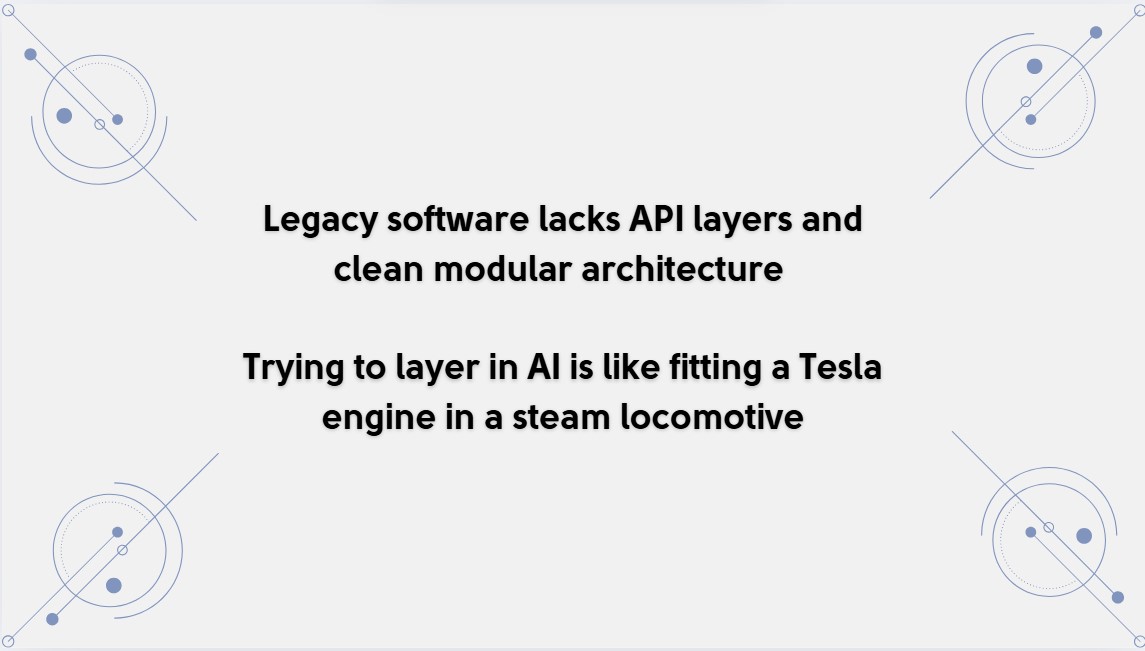 Legacy software lacks API layers and
clean modular architecture
Trying to layer in AI is like fitting a Tesla
engine in a steam locomotive